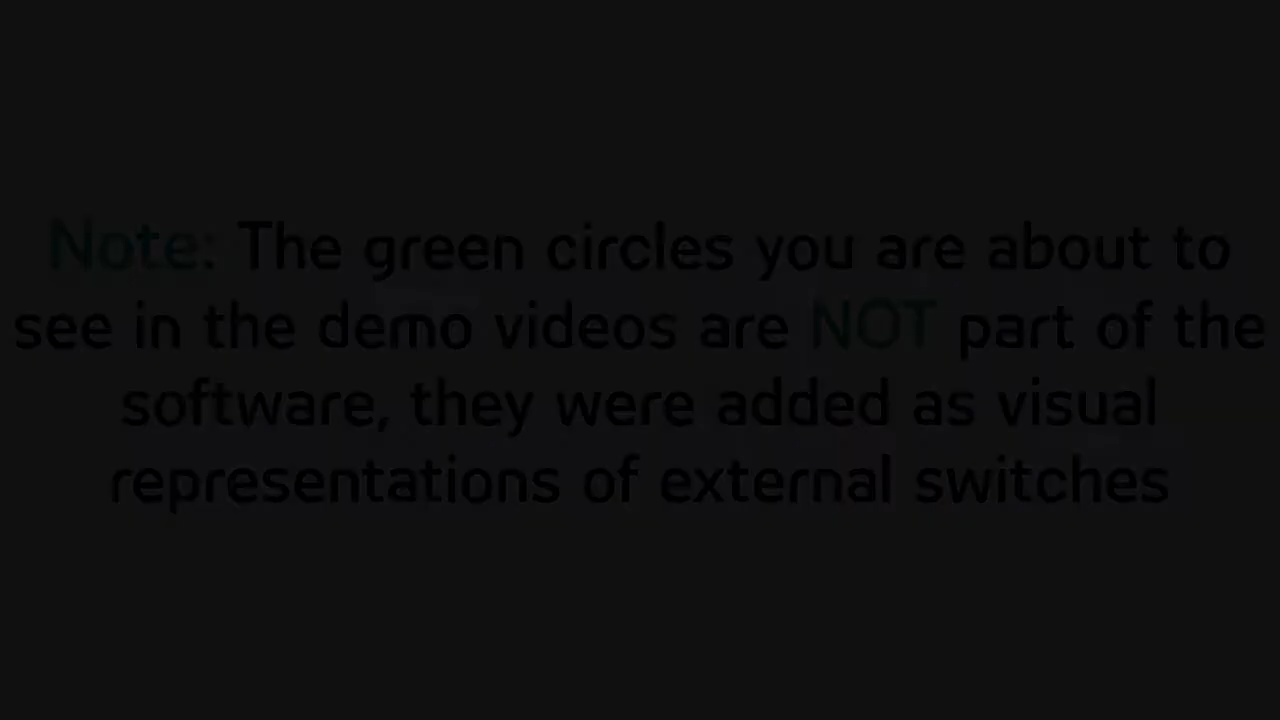 Note: The green circles you are about to
see in the demo videos are NOT part of the
software, they were added as visual
representations of external switches